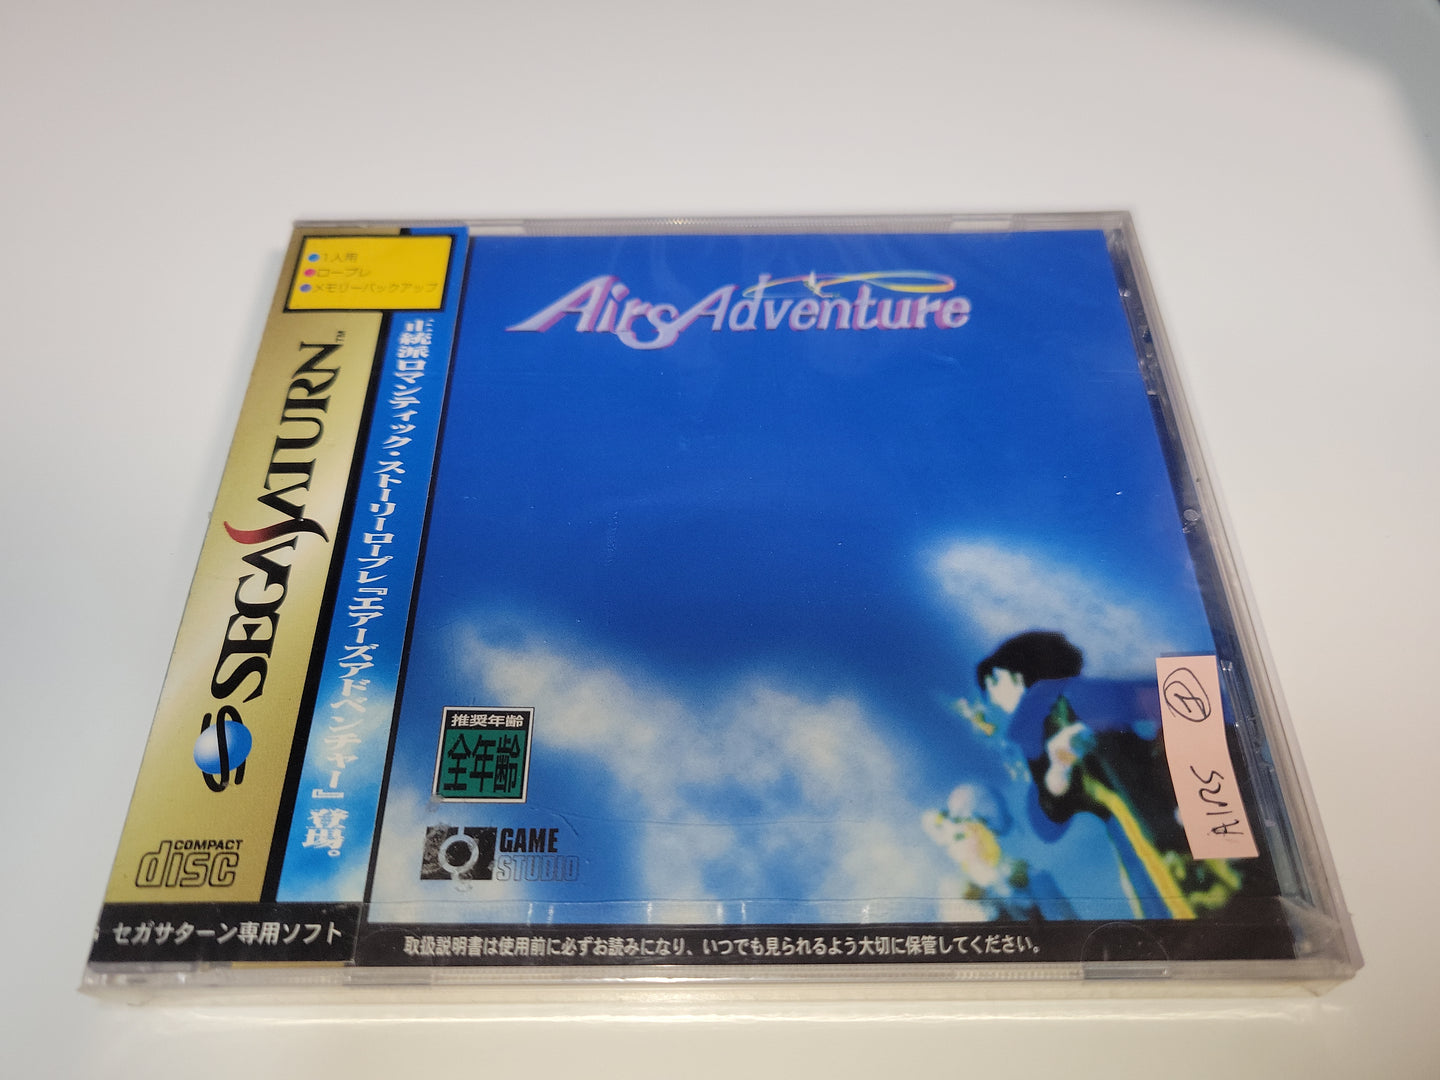 1人用
ロープレ
メモリーバックアップ
SEGA SATURN™
COMPACT
disc
セガサターン専用ソフト
正統派ロマンティック・ストーリーロープレ『エアーズアドベンチャー』登場。
Airs Adventure
推奨年齢
全年齢
GAME
STUDIO
取扱説明書は使用前に必ずお読みになり、いつでも見られるよう大切に保管してください。
AIRS